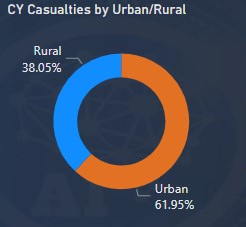 CY Casualties by Urban/Rural
Rural
38.05%
Urban
61.95%